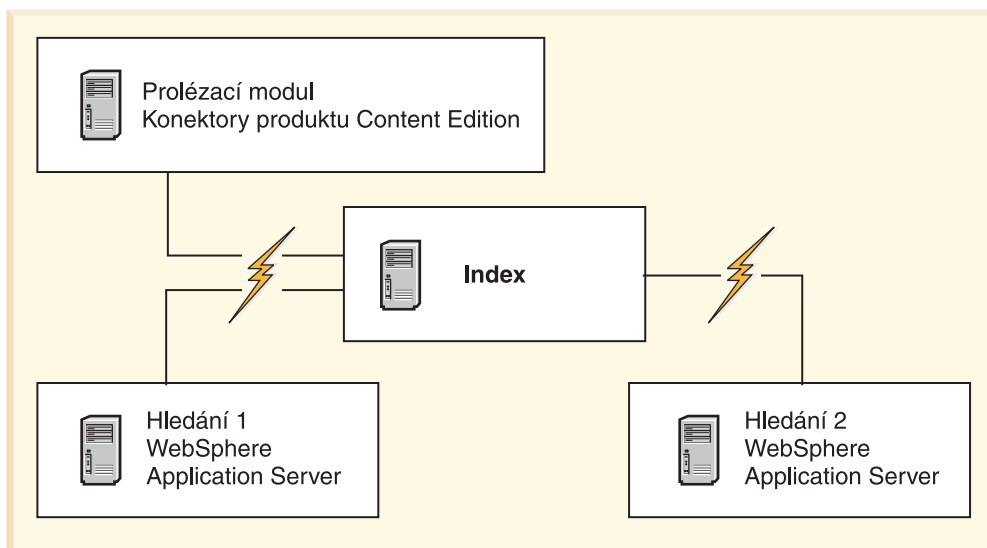 Prolézací modul
Konektory produktu Content Edition
Index
Hledání 1
WebSphere
Application Server
Hledání 2
WebSphere
Application Server